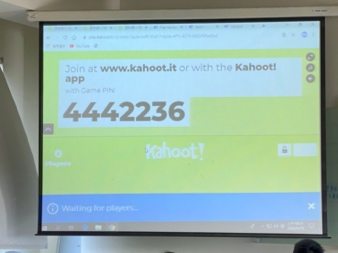 Join at www.kahoot.it or with the Kahoot!
app
with Game PIN:
4442236
Players
Kahoot!
Waiting for players...